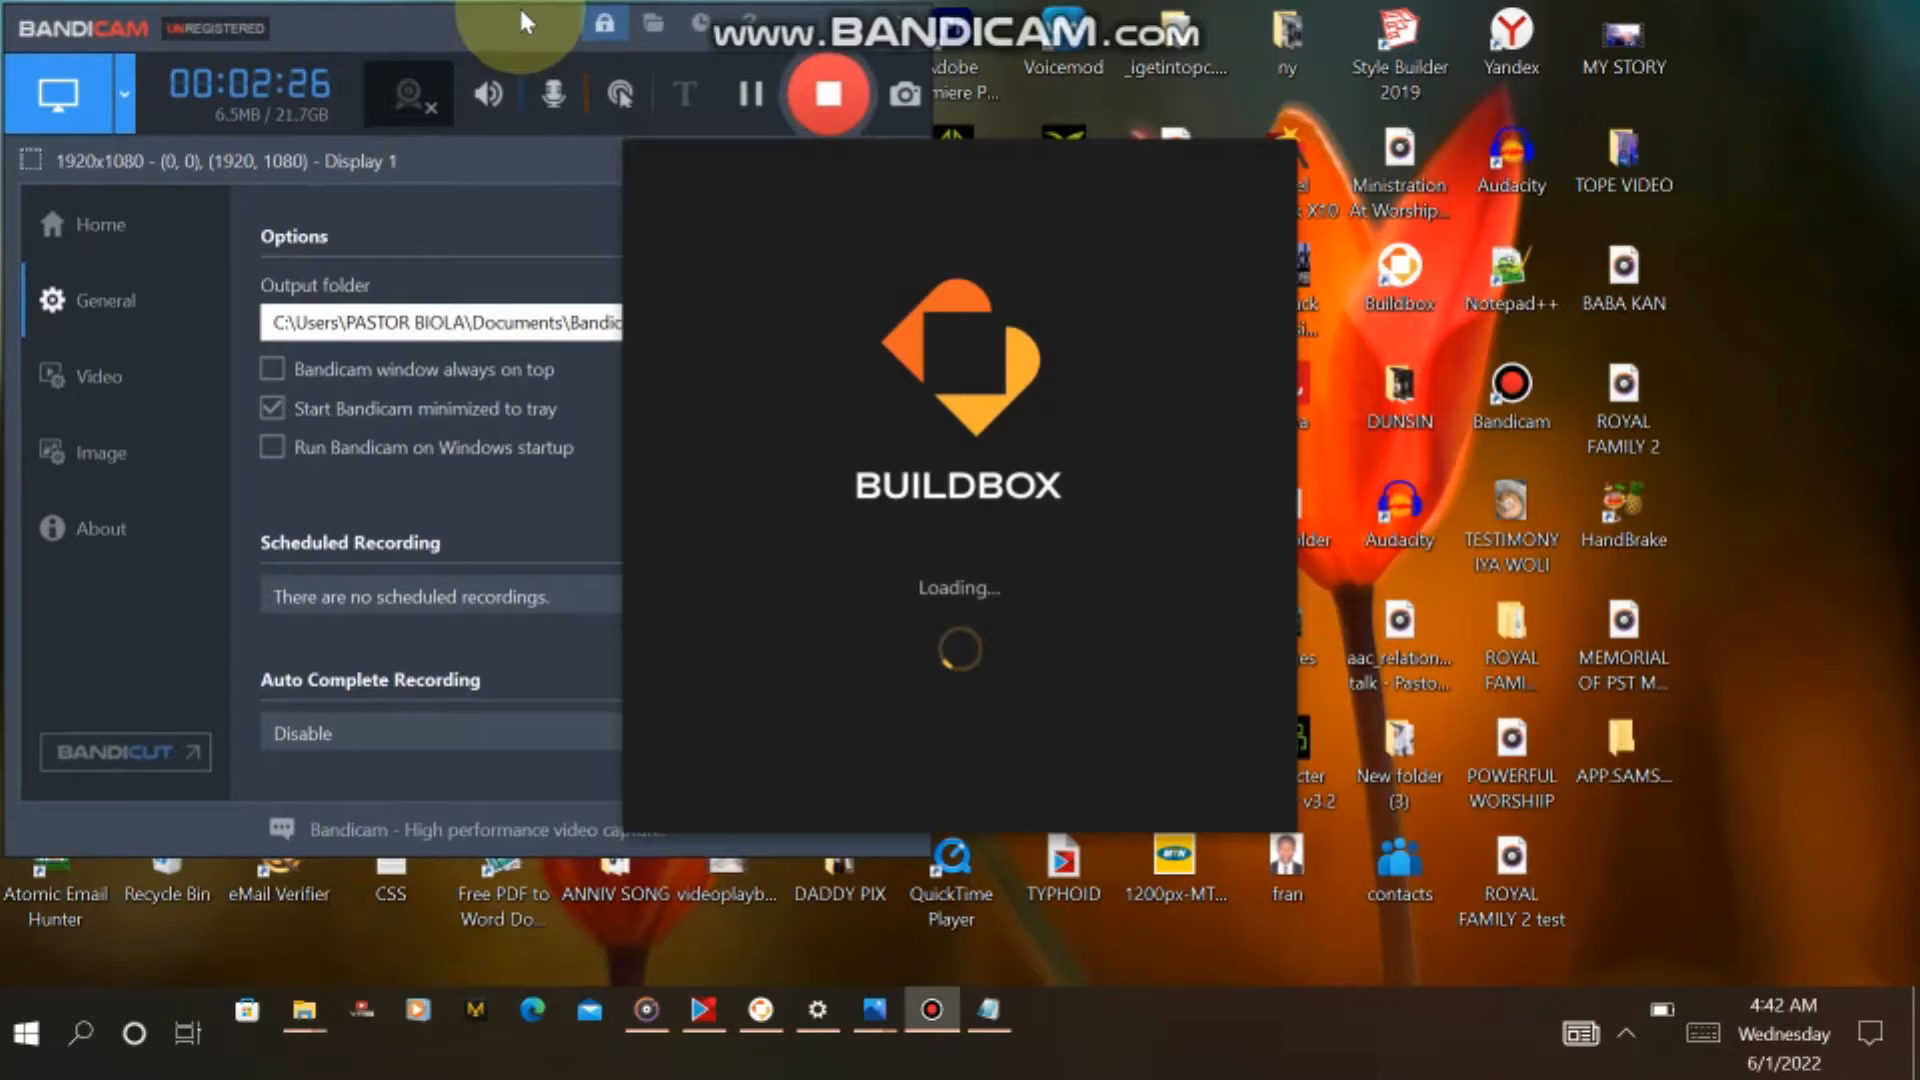 BANDICAM UNREGISTERED
www.BANDICAM.com
00:02:26
6.5MB / 21.7GB
1920x1080 - (0, 0), (1920, 1080) - Display 1
Home
General
Video
Image
About
BANDICUT
Options
Output folder
C:\Users\PASTOR BIOLA\Documents\Bandic
Bandicam window always on top
Start Bandicam minimized to tray
Run Bandicam on Windows startup
Scheduled Recording
There are no scheduled recordings.
Auto Complete Recording
Disable
Bandicam - High performance video
BUILDBOX
Loading...
Voicemod
_igetintopc....
ny
Style Builder
2019
Yandex
MY STORY
Ministration
At Worship...
Audacity
TOPE VIDEO
X10
Buildbox
Notepad++
BABA KAN
DUNSIN
Bandicam
ROYAL
FAMILY 2
Audacity
TESTIMONY
IYA WOLI
HandBrake
aac_relation...
talk - Pasto...
ROYAL
FAMI...
MEMORIAL
OF PST M...
v3.2
New folder
(3)
POWERFUL
WORSHIIP
APP.SAMS...
Atomic Email
Hunter
Recycle Bin
eMail Verifier
CSS
Free PDF to
Word Do...
ANNIV SONG
videoplayb...
DADDY PIX
QuickTime
Player
TYPHOID
1200px-MT...
fran
contacts
ROYAL
FAMILY 2 test
4:42 AM
Wednesday
6/1/2022